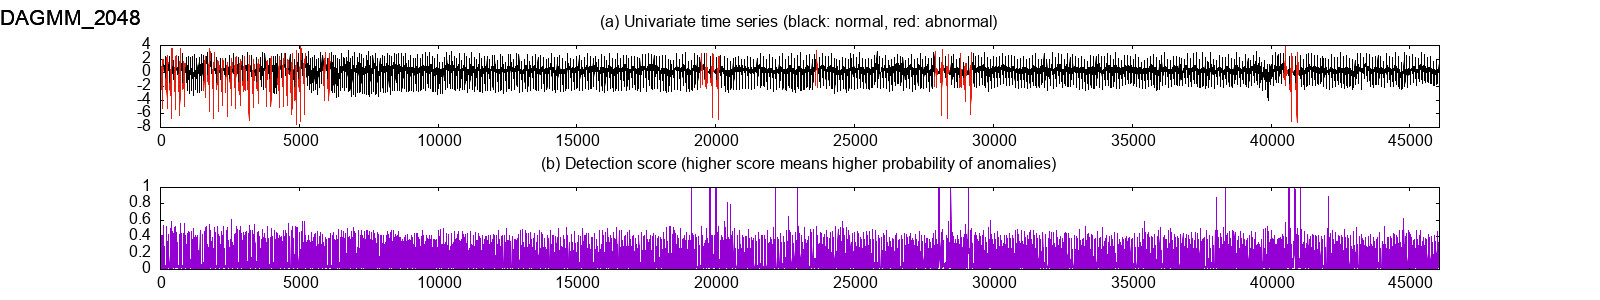 DAGMM_2048
(a) Univariate time series (black: normal, red: abnormal)
4
2
0
-2
-4
-6
-8
0 5000 10000 15000 20000 25000 30000 35000 40000 45000
(b) Detection score (higher score means higher probability of anomalies)
1
0.8
0.6
0.4
0.2
0
0 5000 10000 15000 20000 25000 30000 35000 40000 45000